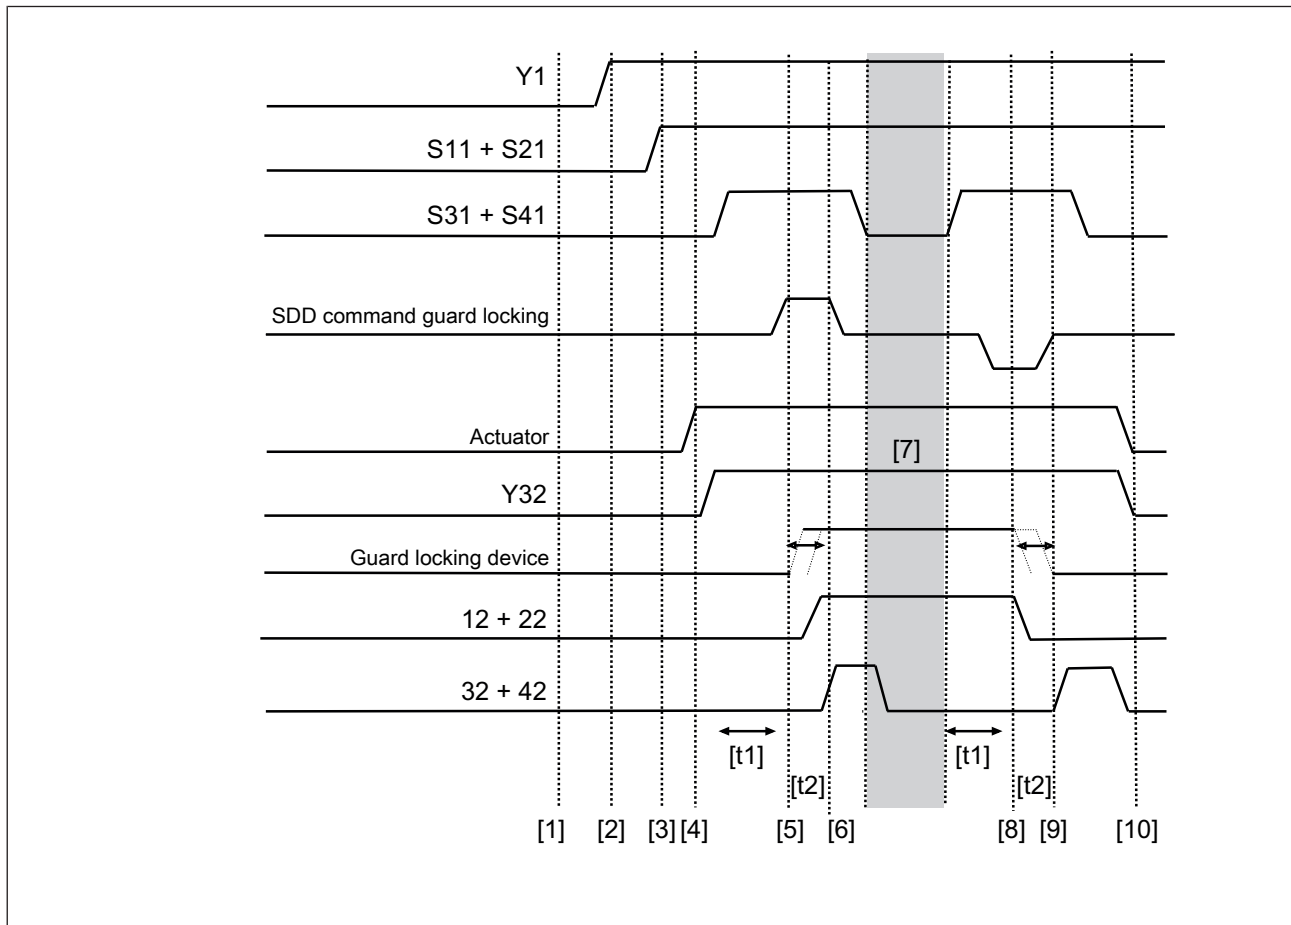 Y1
S11 + S21
S31 + S41
SDD command guard locking
Actuator
[7]
Y32
Guard locking device
12 + 22
32 + 42
[t1] [t1]
[t2] [t2]
[1] [2] [3] [4] [5] [6] [8] [9] [10]